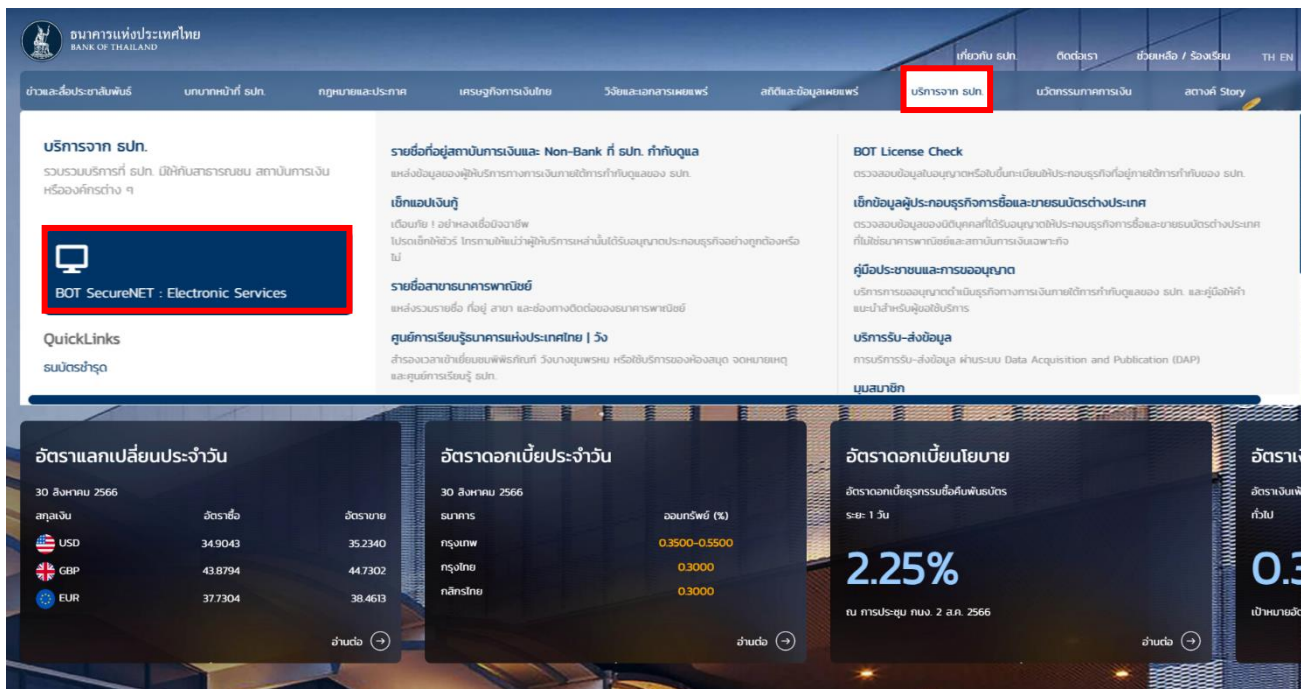 ธนาคารแห่งประเทศไทย
BANK OF THAILAND
เกี่ยวกับ ธปท. ติดต่อเรา ช่วยเหลือ / ร้องเรียน TH EN
ข่าวและสื่อประชาสัมพันธ์ บทบาทหน้าที่ ธปท. กฎหมายและประกาศ เศรษฐกิจการเงินไทย วิจัยและเอกสารเผยแพร่ สถิติและข้อมูลเผยแพร่ บริการจาก ธปท. นวัตกรรมภาคการเงิน สตางค์ Story
บริการจาก ธปท.
รวบรวมบริการที่ ธปท. มีให้กับสาธารณชน สถาบันการเงิน
หรือองค์กรต่าง ๆ
BOT SecureNET : Electronic Services
QuickLinks
ธนบัตรชำรุด
รายชื่อที่อยู่สถาบันการเงินและ Non-Bank ที่ ธปท. กำกับดูแล
แหล่งข้อมูลของผู้ให้บริการทางการเงินภายใต้การกำกับดูแลของ ธปท.
เช็กแอปเงินกู้
เตือนภัย ! อย่าหลงเชื่อมิจฉาชีพ
โปรดเช็กให้ชัวร์ โทรถามให้แน่ว่าผู้ให้บริการเหล่านั้นได้รับอนุญาตประกอบธุรกิจอย่างถูกต้องหรือ
ไม่
รายชื่อสาขาธนาคารพาณิชย์
แหล่งรวมรายชื่อ ที่อยู่ สาขา และช่องทางติดต่อของธนาคารพาณิชย์
ศูนย์การเรียนรู้ธนาคารแห่งประเทศไทย | วัง
สำรองเวลาเข้าเยี่ยมชมพิพิธภัณฑ์ วังบางขุนพรหม หรือใช้บริการของห้องสมุด จดหมายเหตุ
และศูนย์การเรียนรู้ ธปท.
BOT License Check
ตรวจสอบข้อมูลใบอนุญาตหรือใบขึ้นทะเบียนให้ประกอบธุรกิจที่อยู่ภายใต้การกำกับของ ธปท.
เช็กข้อมูลผู้ประกอบธุรกิจการซื้อและขายธนบัตรต่างประเทศ
ตรวจสอบข้อมูลของนิติบุคคลที่ได้รับอนุญาตให้ประกอบธุรกิจการซื้อและขายธนบัตรต่างประเทศ
ที่ไม่ใช่ธนาคารพาณิชย์และสถาบันการเงินเฉพาะกิจ
คู่มือประชาชนและการขออนุญาต
บริการการขออนุญาตดำเนินธุรกิจทางการเงินภายใต้การกำกับดูแลของ ธปท. และคู่มือให้คำ
แนะนำสำหรับผู้ขอใช้บริการ
บริการรับ-ส่งข้อมูล
การบริการรับ-ส่งข้อมูล ผ่านระบบ Data Acquisition and Publication (DAP)
มุมสมาชิก
อัตราแลกเปลี่ยนประจำวัน
30 สิงหาคม 2566
สกุลเงิน อัตราซื้อ อัตราขาย
USD 34.9043 35.2340
GBP 43.8794 44.7302
EUR 37.7304 38.4613
อ่านต่อ
อัตราดอกเบี้ยประจำวัน
30 สิงหาคม 2566
ธนาคาร ออมทรัพย์ (%)
กรุงเทพ 0.3500-0.5500
กรุงไทย 0.3000
กสิกรไทย 0.3000
อ่านต่อ
อัตราดอกเบี้ยนโยบาย
อัตราดอกเบี้ยธุรกรรมซื้อคืนพันธบัตร
ระยะ 1 วัน
2.25%
ณ การประชุม กนง. 2 ส.ค. 2566
อ่านต่อ
ทั่วไป